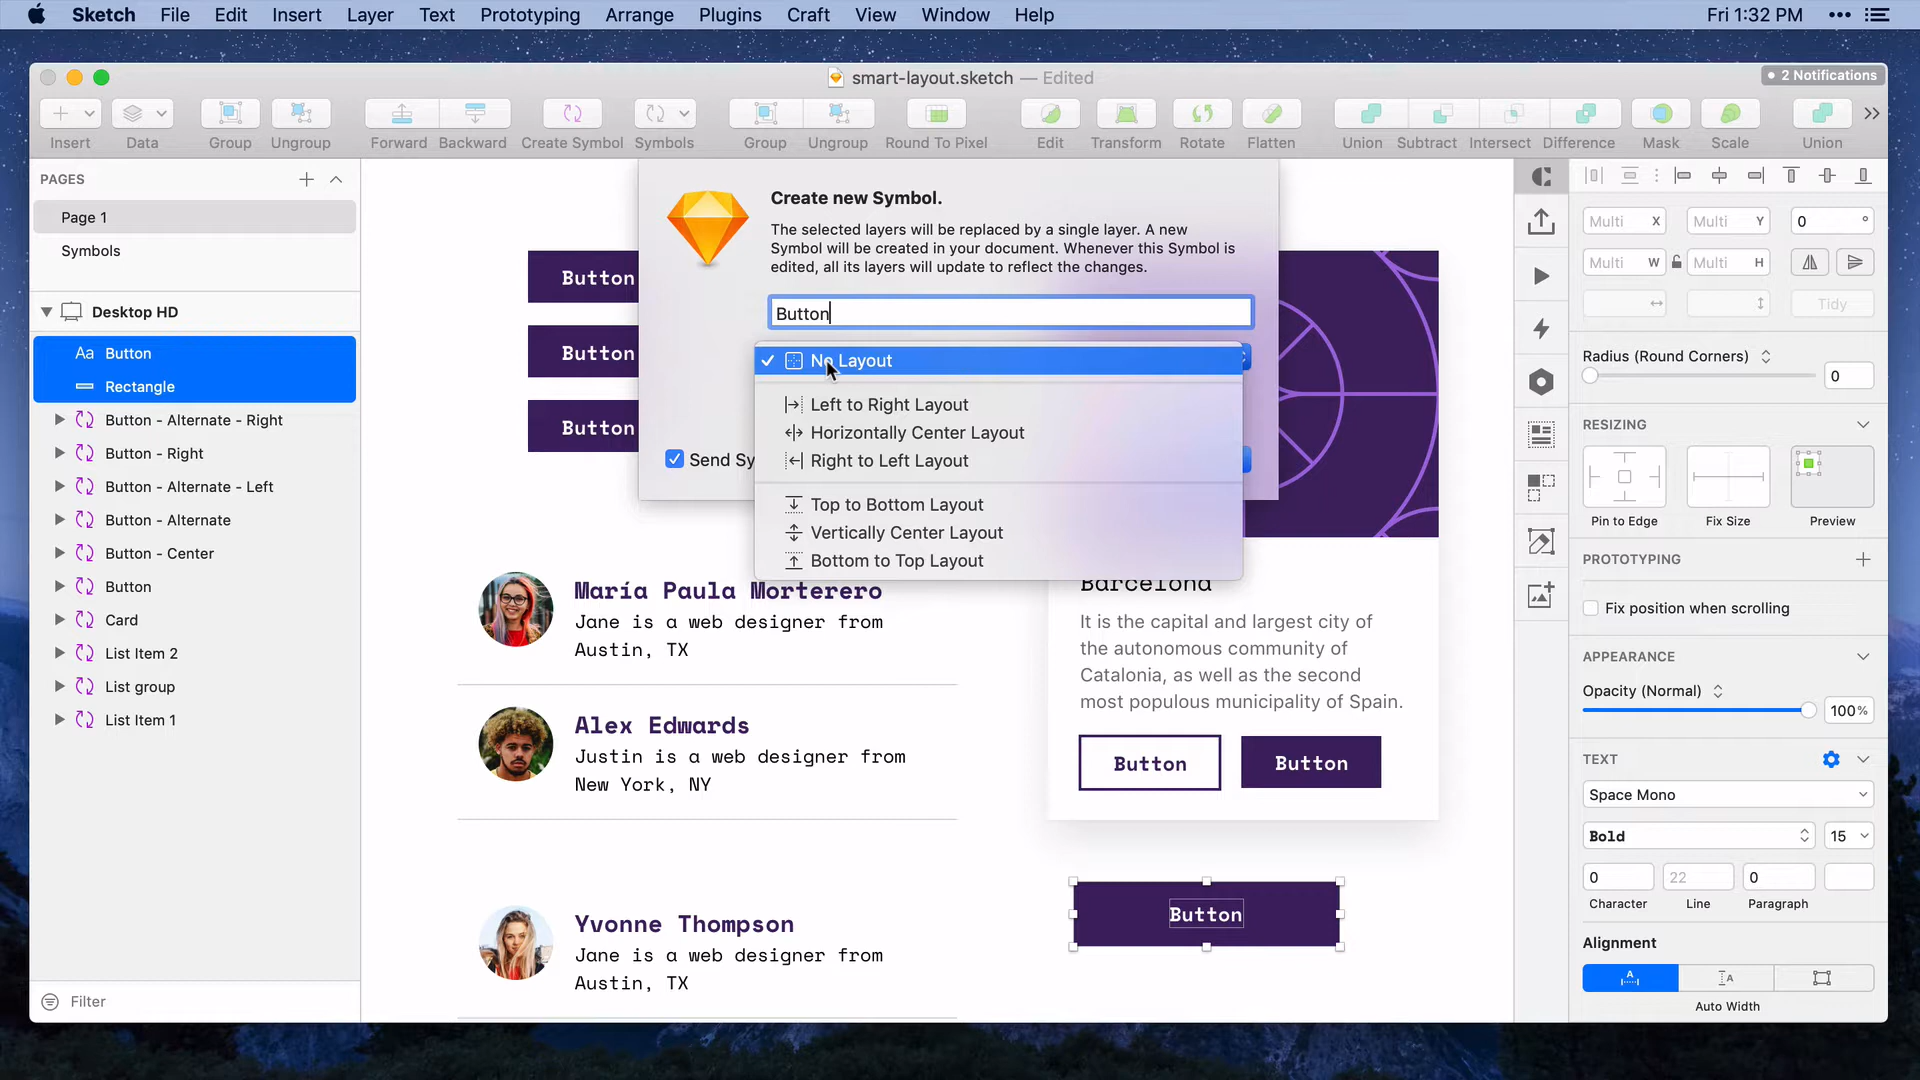 Sketch File Edit Insert Layer Text Prototyping Arrange Plugins Craft View Window Help Fri 1:32 PM
smart-layout.sketch — Edited
2 Notifications
Insert Data Group Ungroup Forward Backward Create Symbol Symbols Group Ungroup Round To Pixel Edit Transform Rotate Flatten Union Subtract Intersect Difference Mask Scale Union
PAGES
Page 1
Symbols
Desktop HD
Aa Button
Rectangle
Button - Alternate - Right
Button - Right
Button - Alternate - Left
Button - Alternate
Button - Center
Button
Card
List Item 2
List group
List Item 1
Filter
Button
Button
Button
Create new Symbol.
The selected layers will be replaced by a single layer. A new
Symbol will be created in your document. Whenever this Symbol is
edited, all its layers will update to reflect the changes.
Button
No Layout
Left to Right Layout
Horizontally Center Layout
Right to Left Layout
Top to Bottom Layout
Vertically Center Layout
Bottom to Top Layout
Send Sy
María Paula Morterero
Jane is a web designer from
Austin, TX
Alex Edwards
Justin is a web designer from
New York, NY
Yvonne Thompson
Jane is a web designer from
Austin, TX
Barcelona
It is the capital and largest city of
the autonomous community of
Catalonia, as well as the second
most populous municipality of Spain.
Button Button
Button
Multi X Multi Y 0 °
Multi W Multi H
Tidy
Radius (Round Corners)
0
RESIZING
Pin to Edge Fix Size Preview
PROTOTYPING
Fix position when scrolling
APPEARANCE
Opacity (Normal)
100%
TEXT
Space Mono
Bold 15
0 22 0
Character Line Paragraph
Alignment
A A
Auto Width